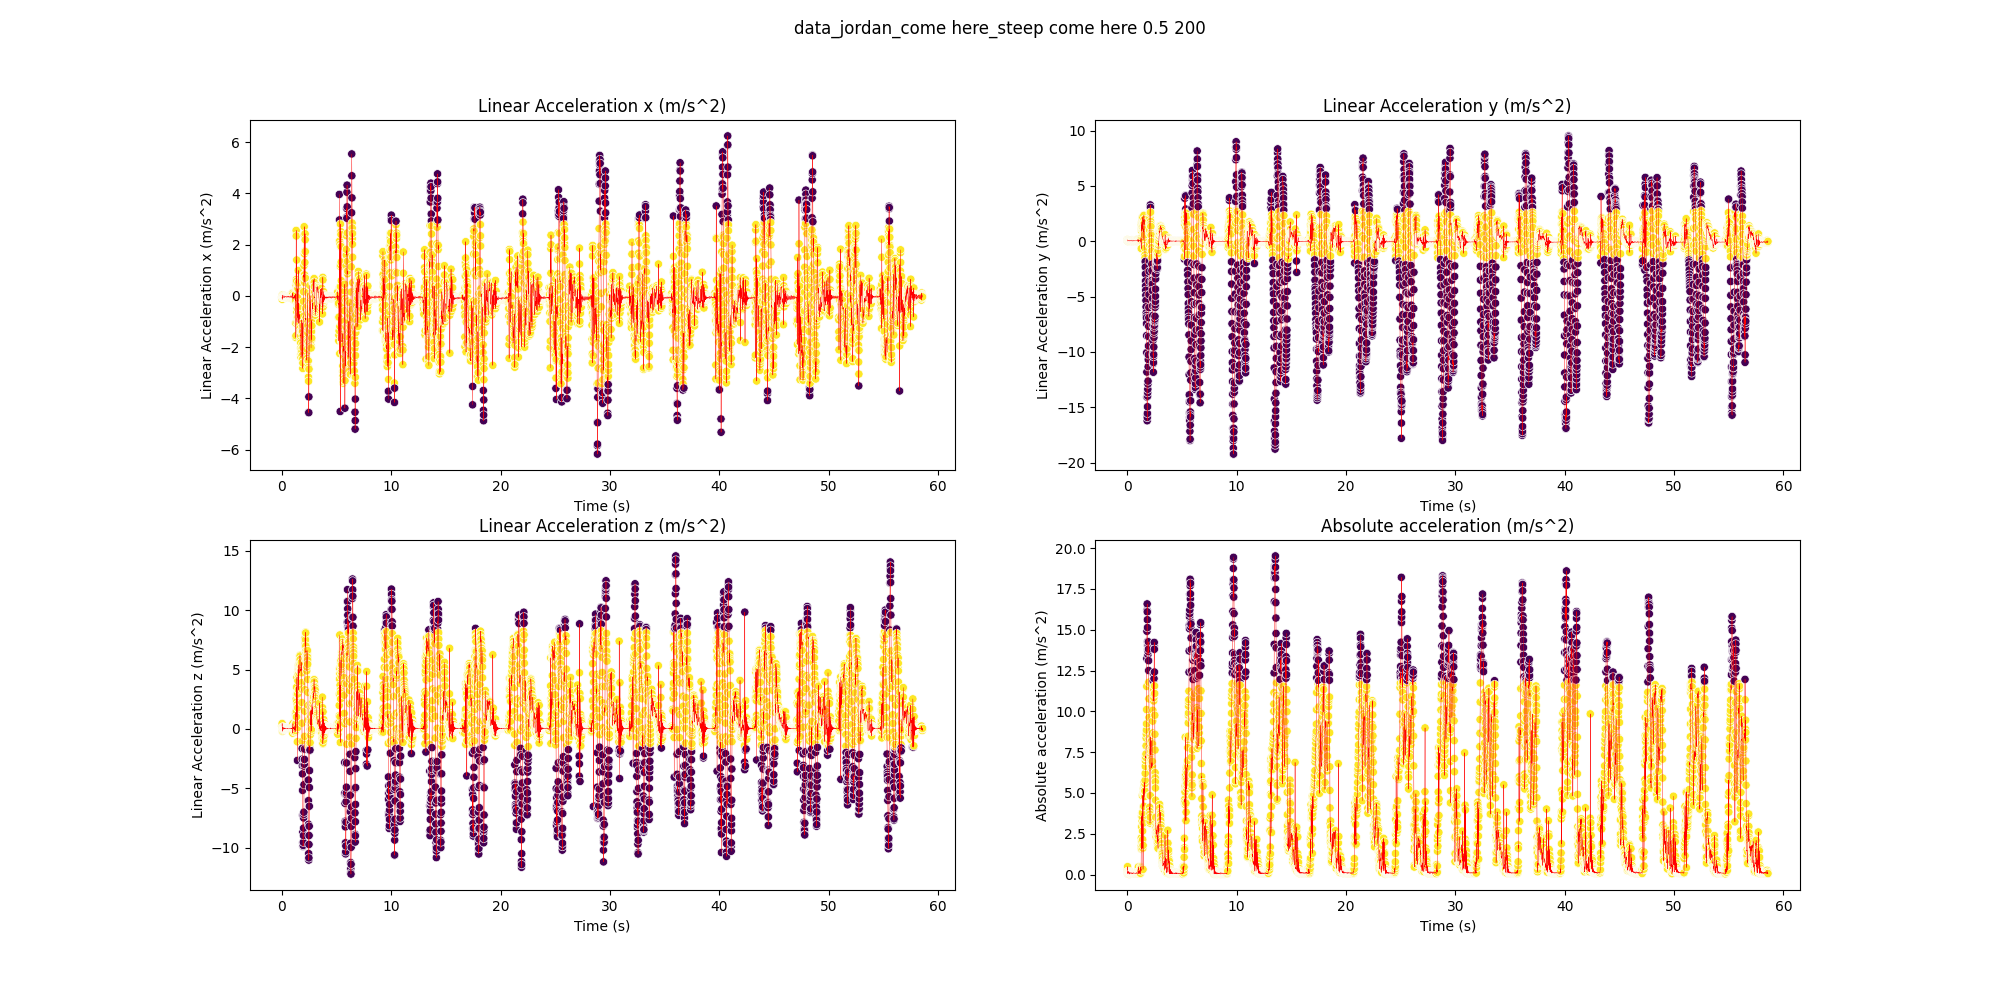 data_jordan_come here_steep come here 0.5 200
Linear Acceleration x (m/s^2)
Linear Acceleration x (m/s^2)
6
4
2
0
−2
−4
−6
0 10 20 30 40 50 60
Time (s)
Linear Acceleration y (m/s^2)
Linear Acceleration y (m/s^2)
10
5
0
−5
−10
−15
−20
0 10 20 30 40 50 60
Time (s)
Linear Acceleration z (m/s^2)
Linear Acceleration z (m/s^2)
15
10
5
0
−5
−10
0 10 20 30 40 50 60
Time (s)
Absolute acceleration (m/s^2)
Absolute acceleration (m/s^2)
20.0
17.5
15.0
12.5
10.0
7.5
5.0
2.5
0.0
0 10 20 30 40 50 60
Time (s)